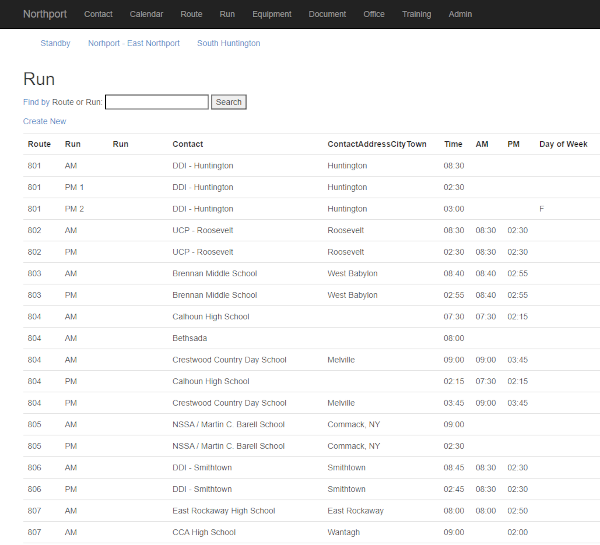 Northport Contact Calendar Route Run Equipment Document Office Training Admin
Standby Norhport - East Northport South Huntington
Run
Find by Route or Run: Search
Create New
Route Run Run Contact ContactAddressCityTown Time AM PM Day of Week
801 AM DDI - Huntington Huntington 08:30
801 PM 1 DDI - Huntington Huntington 02:30
801 PM 2 DDI - Huntington Huntington 03:00 F
802 AM UCP - Roosevelt Roosevelt 08:30 08:30 02:30
802 PM UCP - Roosevelt Roosevelt 02:30 08:30 02:30
803 AM Brennan Middle School West Babylon 08:40 08:40 02:55
803 PM Brennan Middle School West Babylon 02:55 08:40 02:55
804 AM Calhoun High School 07:30 07:30 02:15
804 AM Bethsada 08:00
804 AM Crestwood Country Day School Melville 09:00 09:00 03:45
804 PM Calhoun High School 02:15 07:30 02:15
804 PM Crestwood Country Day School Melville 03:45 09:00 03:45
805 AM NSSA / Martin C. Barell School Commack, NY 09:00
805 PM NSSA / Martin C. Barell School Commack, NY 02:30
806 AM DDI - Smithtown Smithtown 08:45 08:30 02:30
806 PM DDI - Smithtown Smithtown 02:45 08:30 02:30
807 AM East Rockaway High School East Rockaway 08:00 08:00 02:50
807 AM CCA High School Wantagh 09:00 02:00